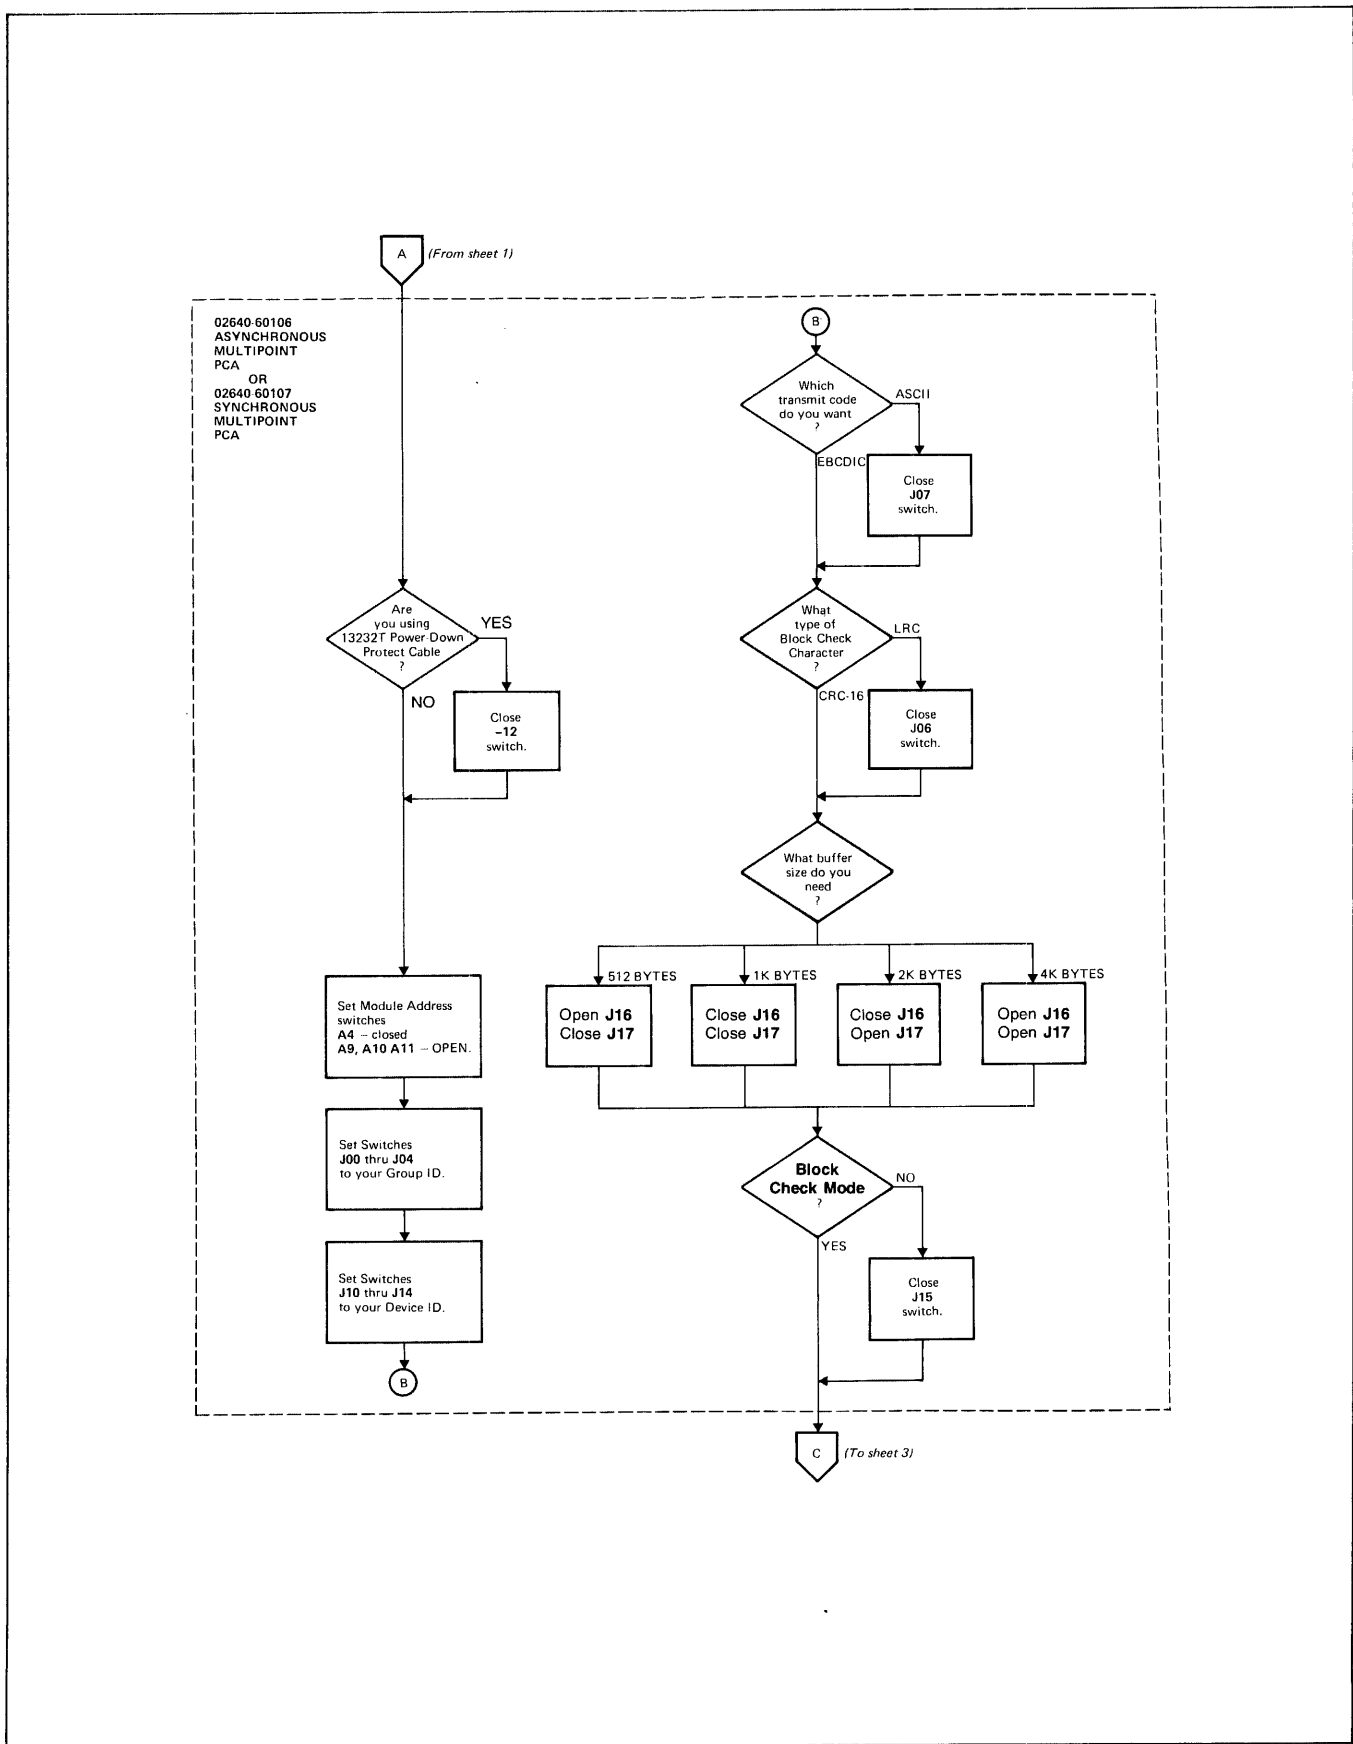 A (From sheet 1)
02640-60106
ASYNCHRONOUS
MULTIPOINT
PCA
OR
02640-60107
SYNCHRONOUS
MULTIPOINT
PCA
Are
you using
13232T Power-Down
Protect Cable
?
YES
NO
Close
-12
switch.
Set Module Address
switches
A4 – closed
A9, A10 A11 – OPEN.
Set Switches
J00 thru J04
to your Group ID.
Set Switches
J10 thru J14
to your Device ID.
B
B
Which
transmit code
do you want
?
ASCII
EBCDIC
Close
J07
switch.
What
type of
Block Check
Character
?
LRC
CRC-16
Close
J06
switch.
What buffer
size do you
need
?
512 BYTES
Open J16
Close J17
1K BYTES
Close J16
Close J17
2K BYTES
Close J16
Open J17
4K BYTES
Open J16
Open J17
Block
Check Mode
?
NO
YES
Close
J15
switch.
C (To sheet 3)